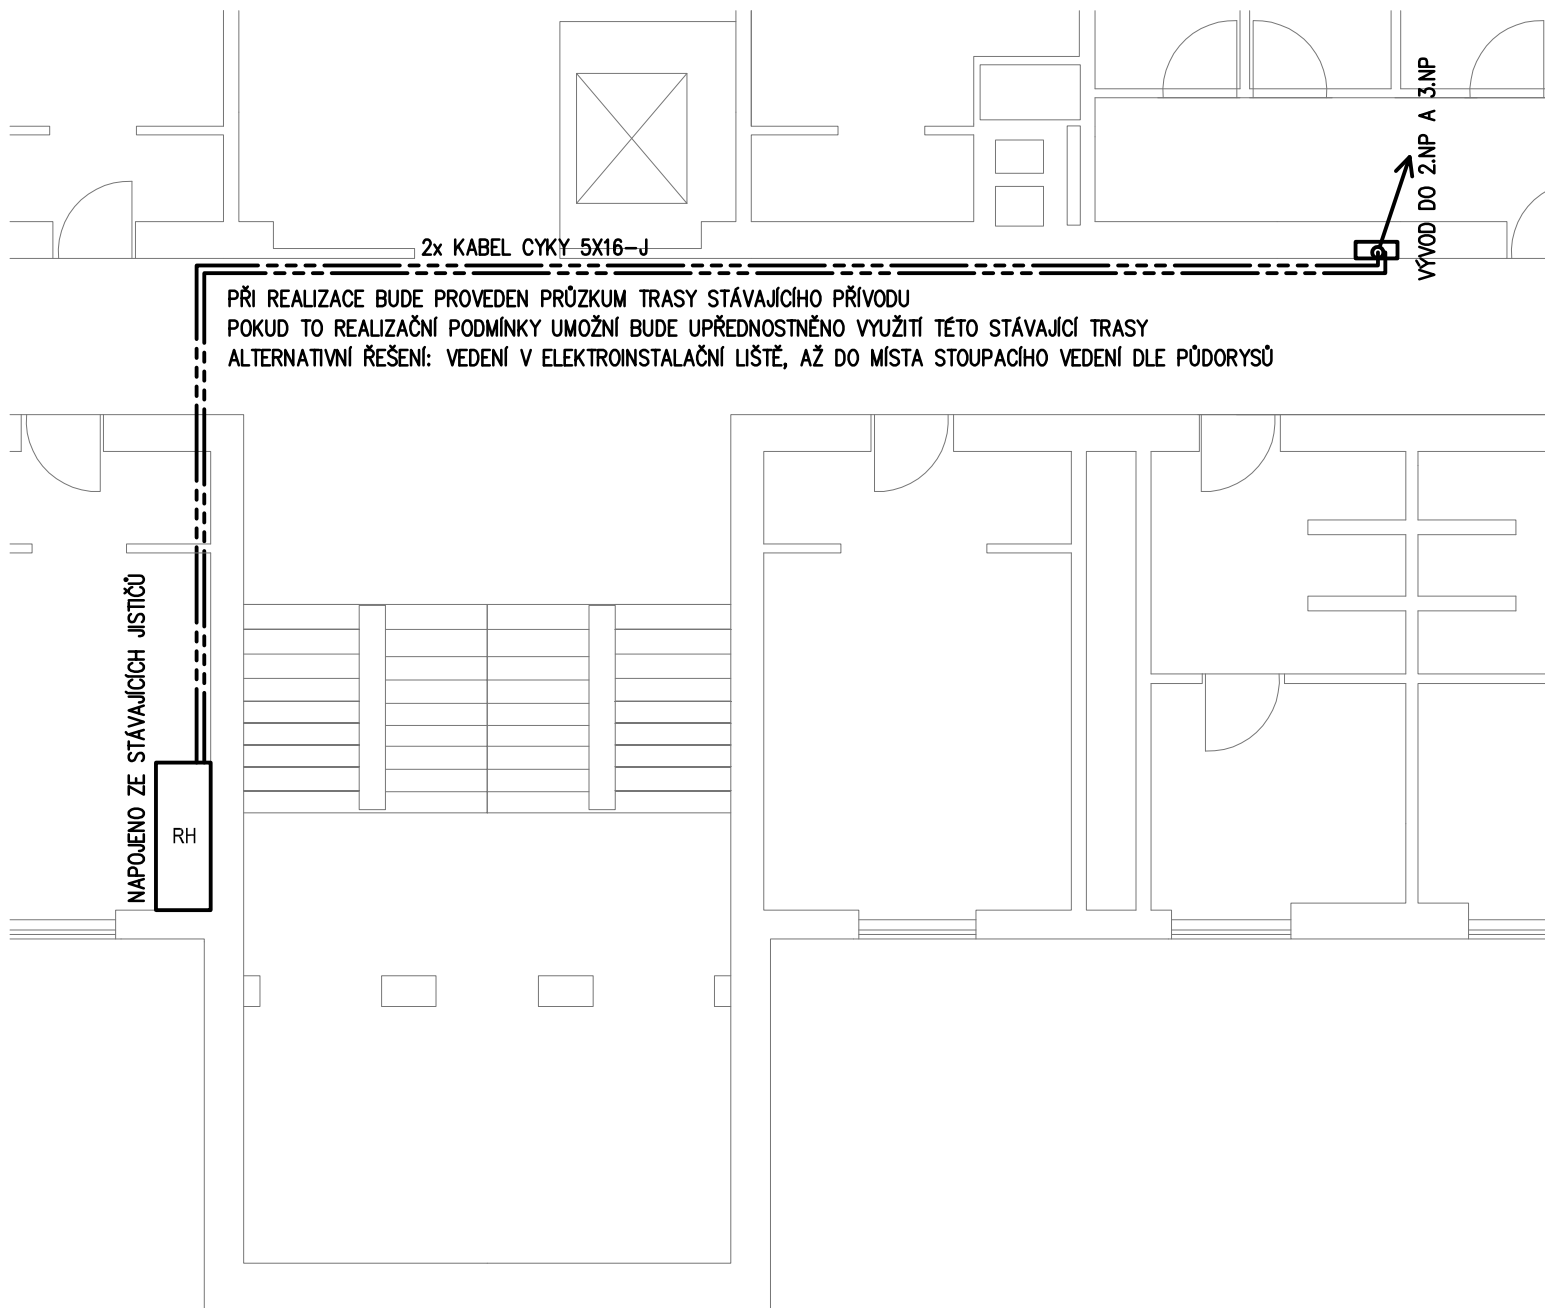 VÝVOD DO 2.NP A 3.NP
2x KABEL CYKY 5X16-J
PŘI REALIZACE BUDE PROVEDEN PRŮZKUM TRASY STÁVAJÍCÍHO PŘÍVODU
POKUD TO REALIZAČNÍ PODMÍNKY UMOŽNÍ BUDE UPŘEDNOSTNĚNO VYUŽITÍ TÉTO STÁVAJÍCÍ TRASY
ALTERNATIVNÍ ŘEŠENÍ: VEDENÍ V ELEKTROINSTALAČNÍ LIŠTĚ, AŽ DO MÍSTA STOUPACÍHO VEDENÍ DLE PŮDORYSŮ
NAPOJENO ZE STÁVAJÍCÍCH JISTIČŮ
RH